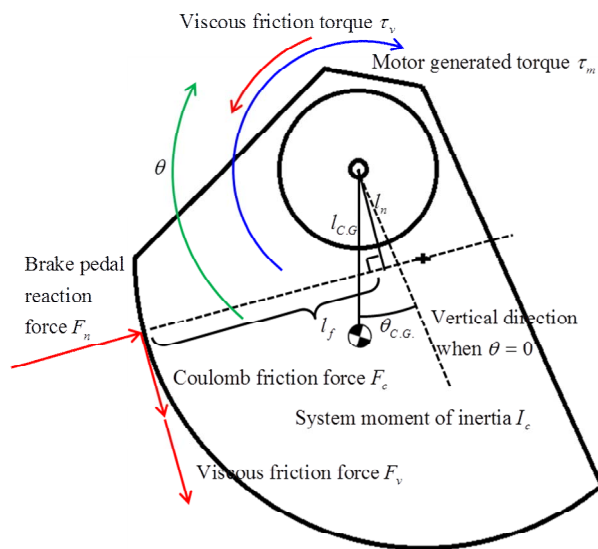 Viscous friction torque τv
Motor generated torque τm
θ
lC.G
ln
Brake pedal
reaction
force Fn
lf
θC.G.
Vertical direction
when θ = 0
Coulomb friction force Fc
System moment of inertia Ic
Viscous friction force Fv